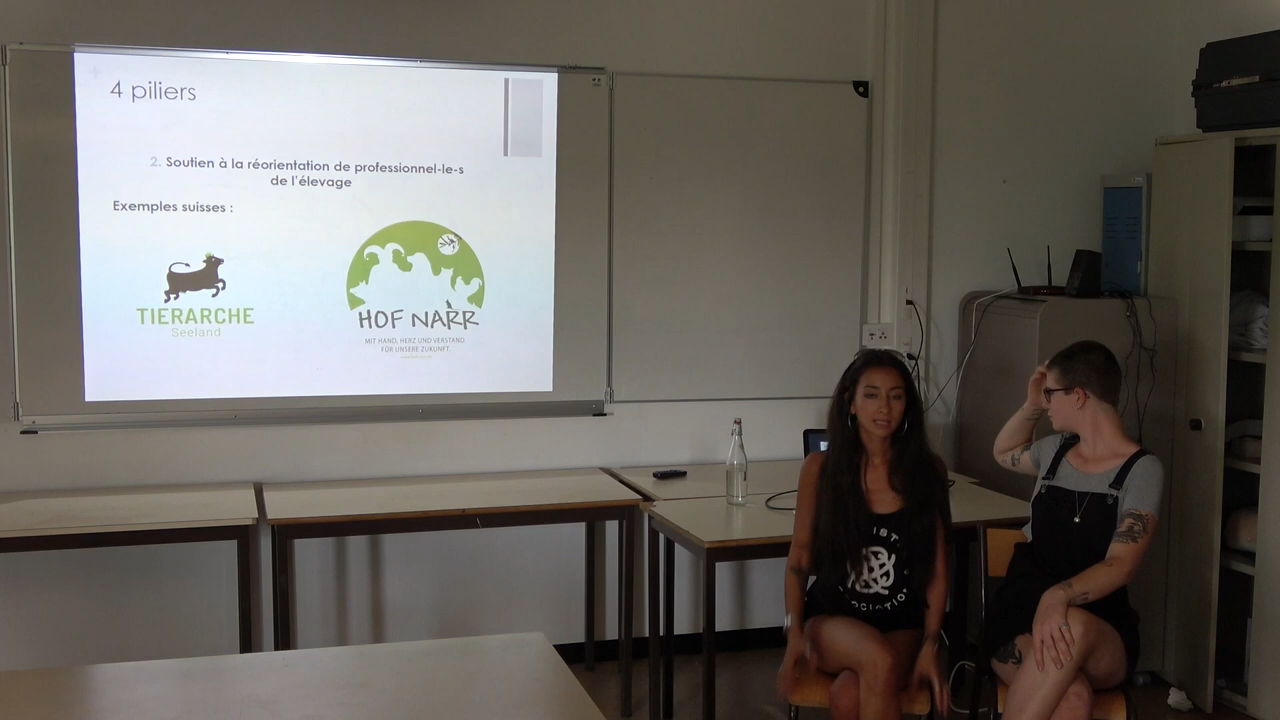 4 piliers
2. Soutien à la réorientation de professionnel-le-s
de l'élevage
Exemples suisses :
TIERARCHE
Seeland
HOF NARR
MIT HAND, HERZ UND VERSTAND
FÜR UNSERE ZUKUNFT.